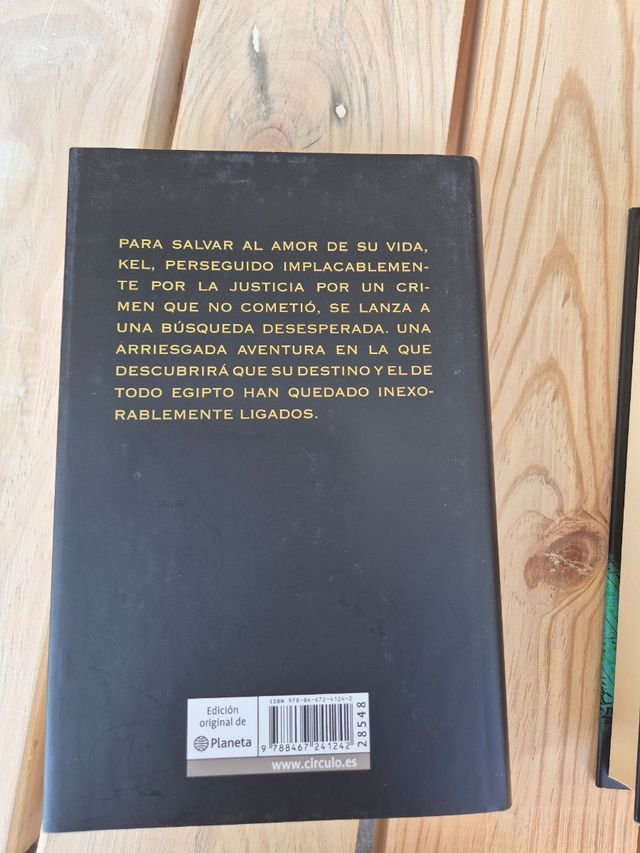 PARA SALVAR AL AMOR DE SU VIDA,
KEL, PERSEGUIDO IMPLACABLEMEN-
TE POR LA JUSTICIA POR UN CRI-
MEN QUE NO COMETIÓ, SE LANZA A
UNA BÚSQUEDA DESESPERADA. UNA
ARRIESGADA AVENTURA EN LA QUE
DESCUBRIRÁ QUE SU DESTINO Y EL DE
TODO EGIPTO HAN QUEDADO INEXO-
RABLEMENTE LIGADOS.
Edición
original de
Planeta
ISBN 978-84-672-4124-2
9 788467 241242
28548
www.circulo.es